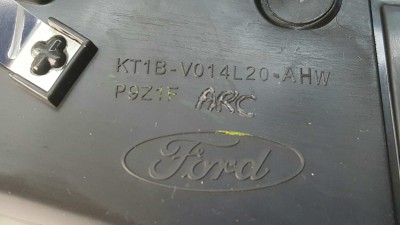 KT1B-V014L20-AHW
P9Z1F ARC
Ford